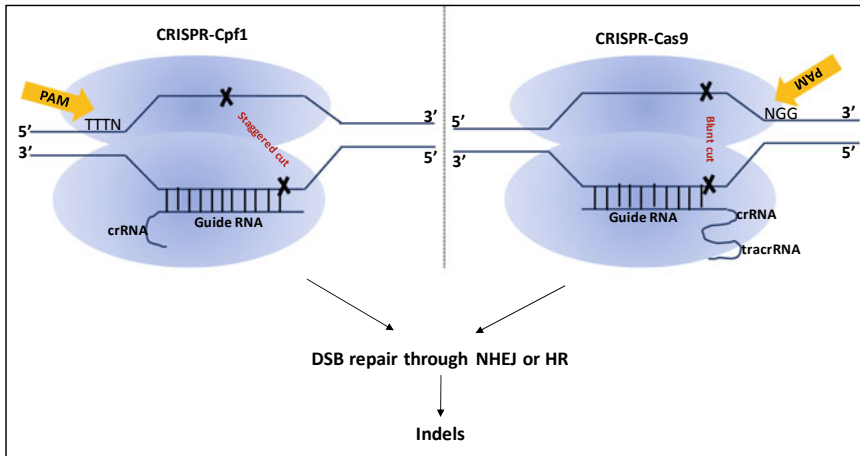 CRISPR-Cpf1
PAM
TTTN
5’
3’
3’
5’
Staggered cut
Guide RNA
crRNA
CRISPR-Cas9
PAM
NGG
5’
3’
3’
5’
Blunt cut
Guide RNA
crRNA
tracrRNA
DSB repair through NHEJ or HR
Indels